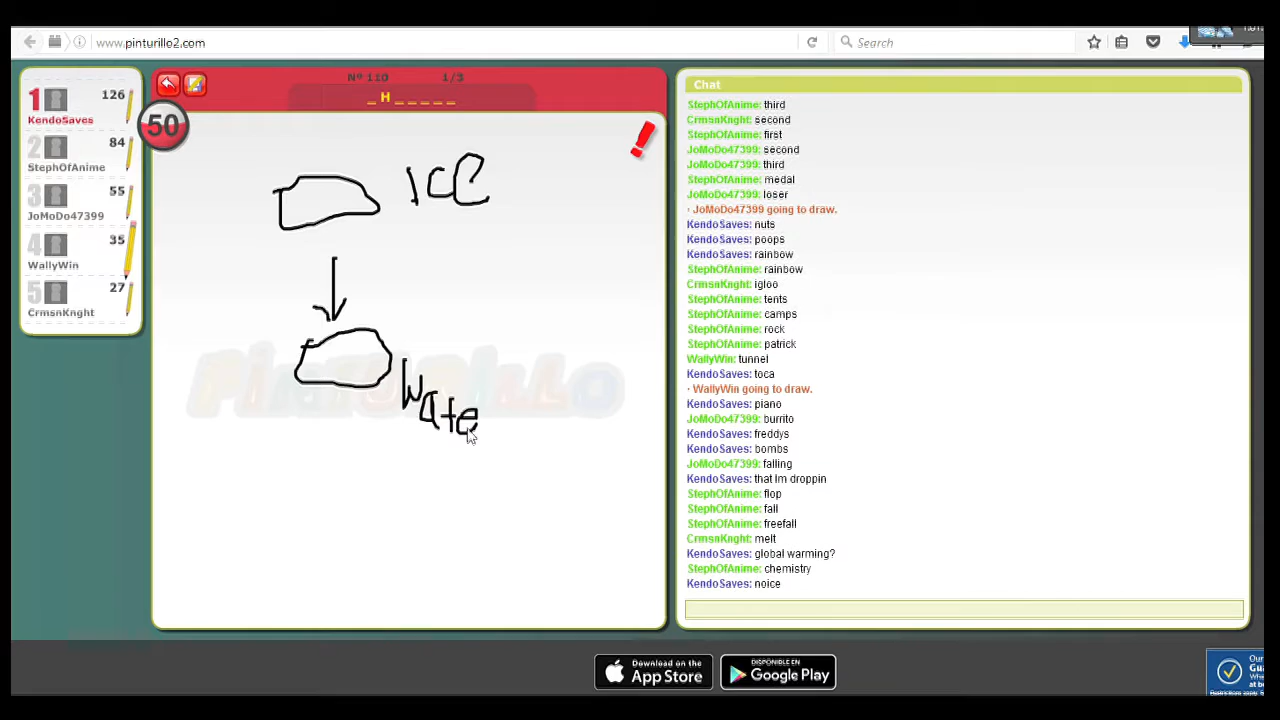 www.pinturillo2.com
Search
1 126
KendoSaves
2 84
StephOfAnime
3 55
JoMoDo47399
4 35
WallyWin
5 27
CrmsnKnght
Nº 110 1/3
_ H _ _ _ _ _
50
ICE
Wate
Pinturillo
Chat
StephOfAnime: third
CrmsnKnght: second
StephOfAnime: first
JoMoDo47399: second
JoMoDo47399: third
StephOfAnime: medal
JoMoDo47399: loser
· JoMoDo47399 going to draw.
KendoSaves: nuts
KendoSaves: poops
KendoSaves: rainbow
StephOfAnime: rainbow
CrmsnKnght: igloo
StephOfAnime: tents
StephOfAnime: camps
StephOfAnime: rock
StephOfAnime: patrick
WallyWin: tunnel
KendoSaves: toca
· WallyWin going to draw.
KendoSaves: piano
JoMoDo47399: burrito
KendoSaves: freddys
KendoSaves: bombs
JoMoDo47399: falling
KendoSaves: that Im droppin
StephOfAnime: flop
StephOfAnime: fall
StephOfAnime: freefall
CrmsnKnght: melt
KendoSaves: global warming?
StephOfAnime: chemistry
KendoSaves: noice
Download on the
App Store
DISPONIBLE EN
Google Play
Our